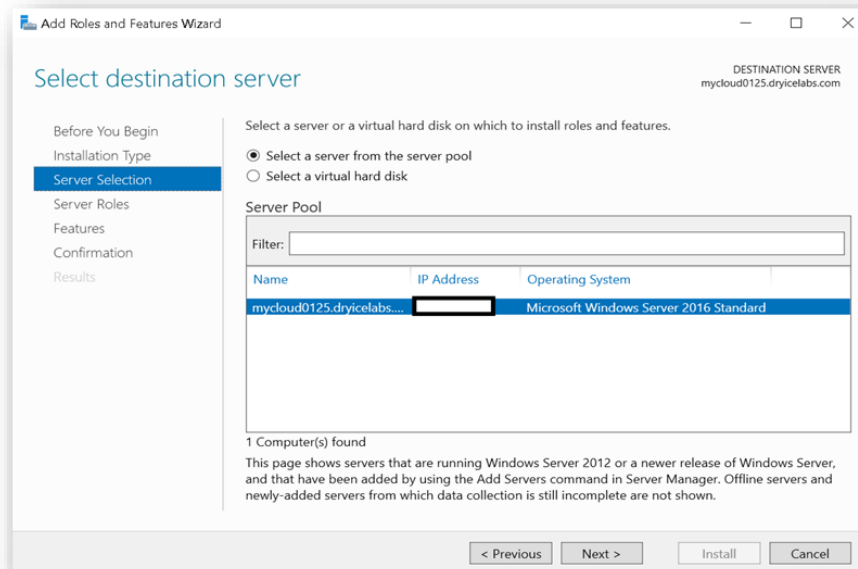 Add Roles and Features Wizard
Select destination server
DESTINATION SERVER
mycloud0125.dryicelabs.com
Before You Begin
Installation Type
Server Selection
Server Roles
Features
Confirmation
Results
Select a server or a virtual hard disk on which to install roles and features.
Select a server from the server pool
Select a virtual hard disk
Server Pool
Filter:
Name IP Address Operating System
mycloud0125.dryicelabs.... Microsoft Windows Server 2016 Standard
1 Computer(s) found
This page shows servers that are running Windows Server 2012 or a newer release of Windows Server,
and that have been added by using the Add Servers command in Server Manager. Offline servers and
newly-added servers from which data collection is still incomplete are not shown.
< Previous Next > Install Cancel